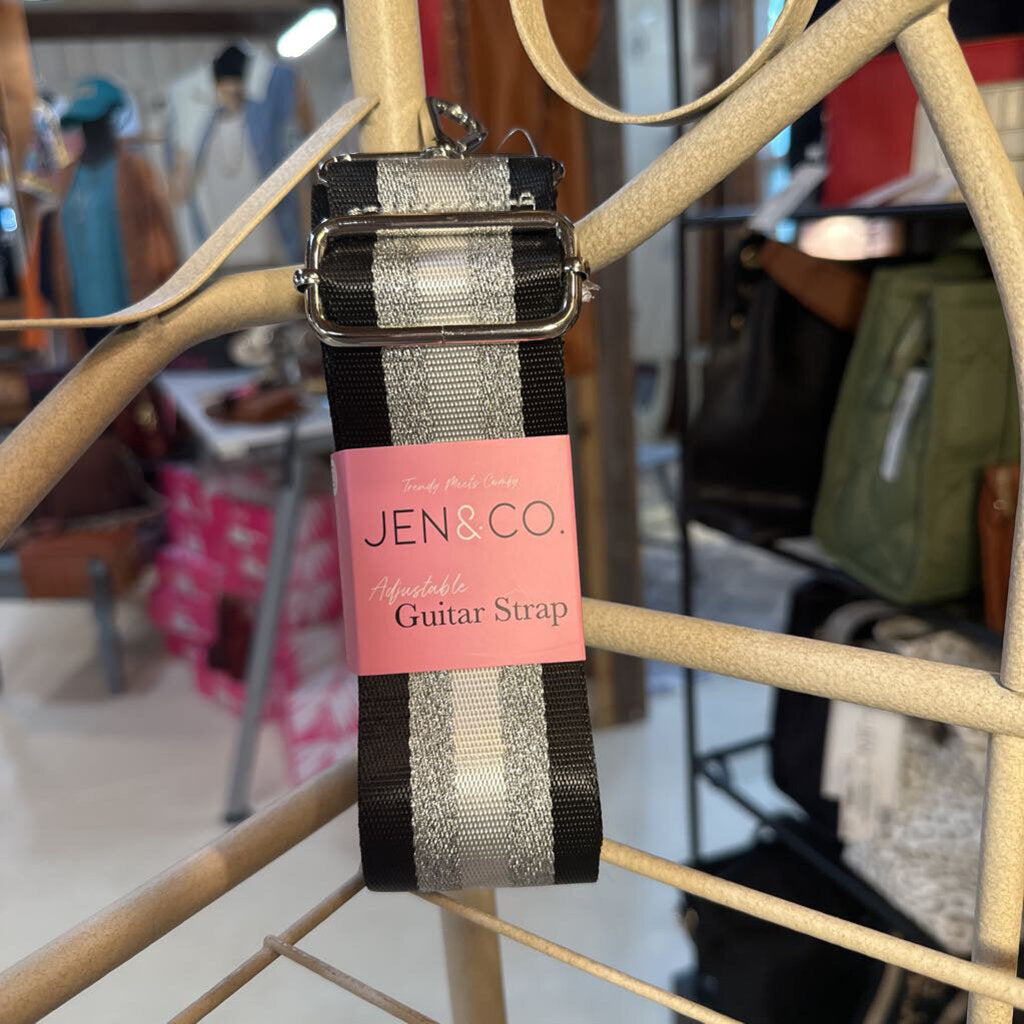 Trendy Meets Comfy
JEN&CO.
Adjustable
Guitar Strap